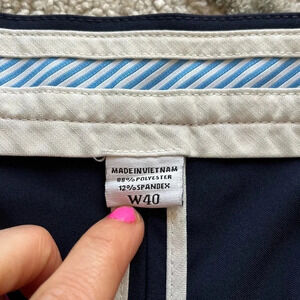 MADE IN VIETNAM
88% POLYESTER
12% SPANDEX
W40